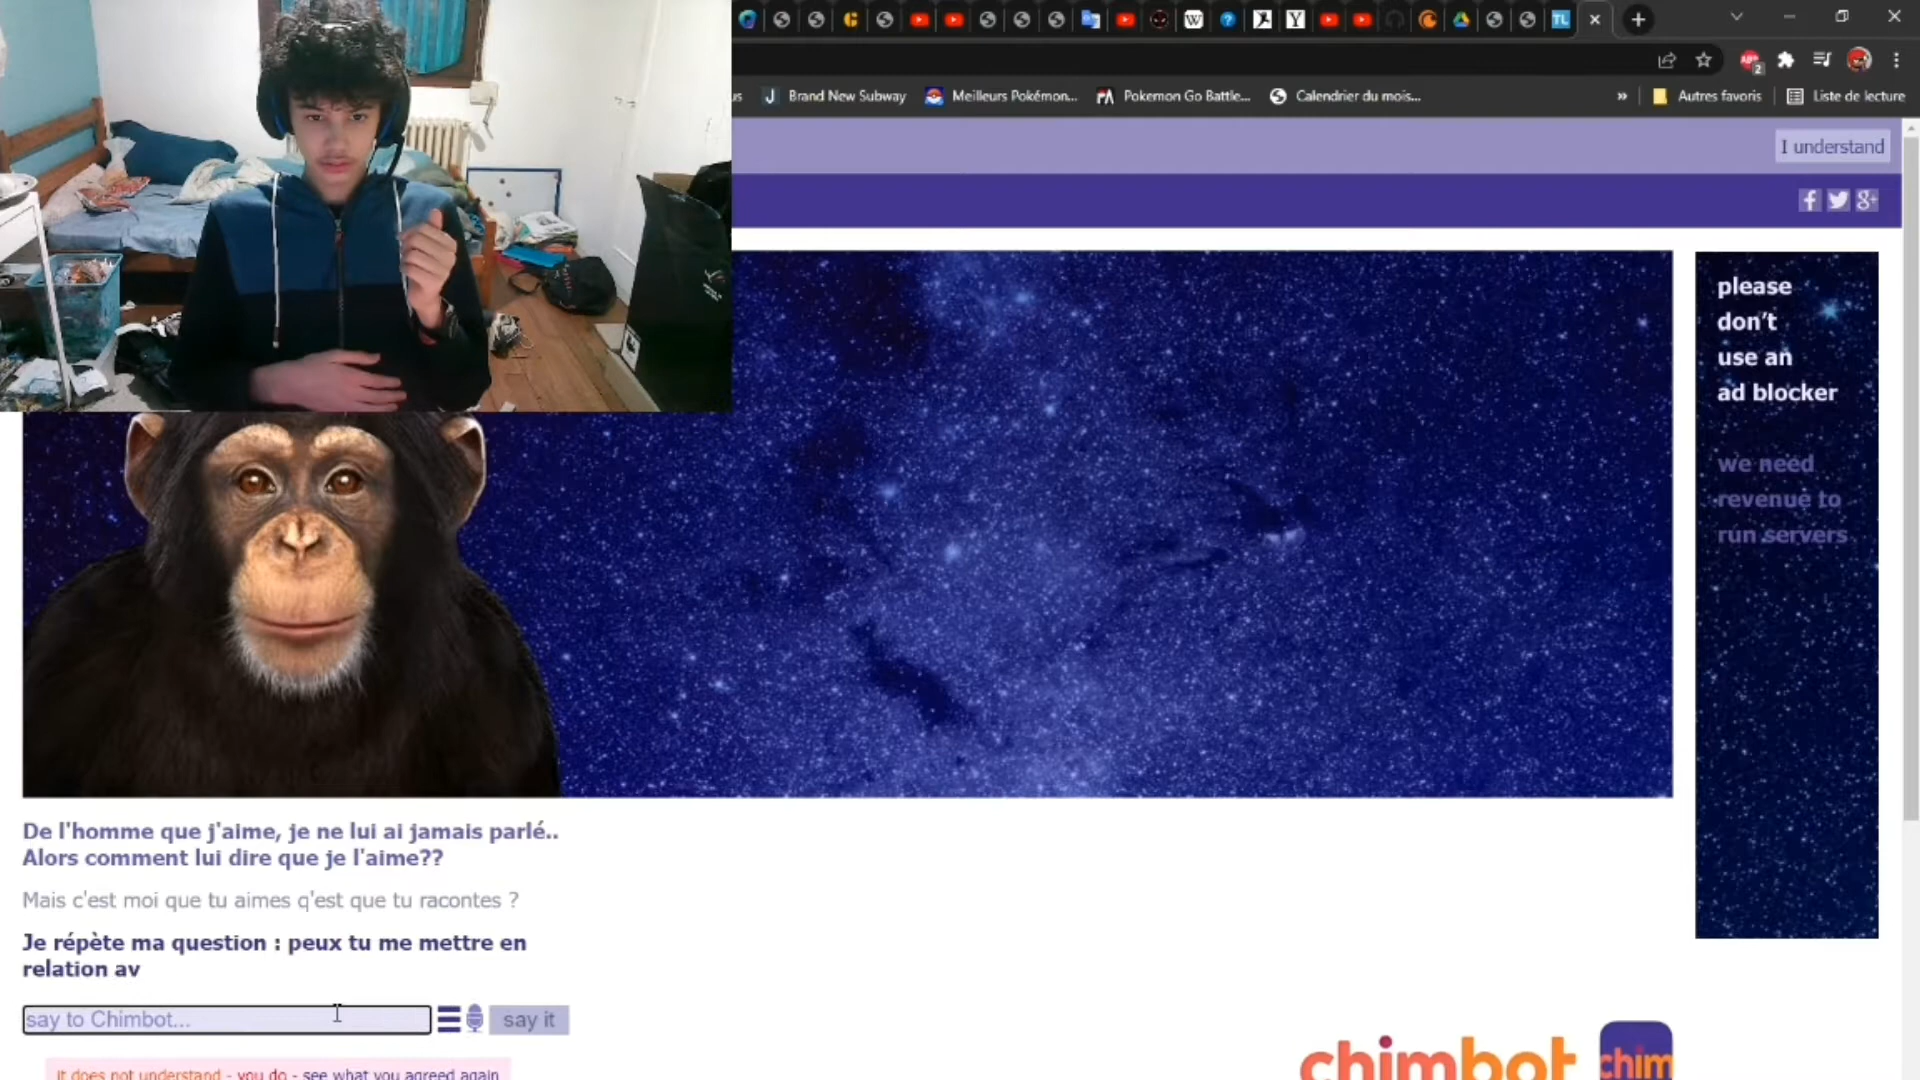 us
Brand New Subway
Meilleurs Pokémon...
Pokemon Go Battle...
Calendrier du mois...
»
Autres favoris
Liste de lecture
I understand
please
don't
use an
ad blocker
we need
revenue to
run servers
De l'homme que j'aime, je ne lui ai jamais parlé..
Alors comment lui dire que je l'aime??
Mais c'est moi que tu aimes q'est que tu racontes ?
Je répète ma question : peux tu me mettre en
relation av
say to Chimbot...
say it
it does not understand - you do - see what you agreed again
chimbot
chim